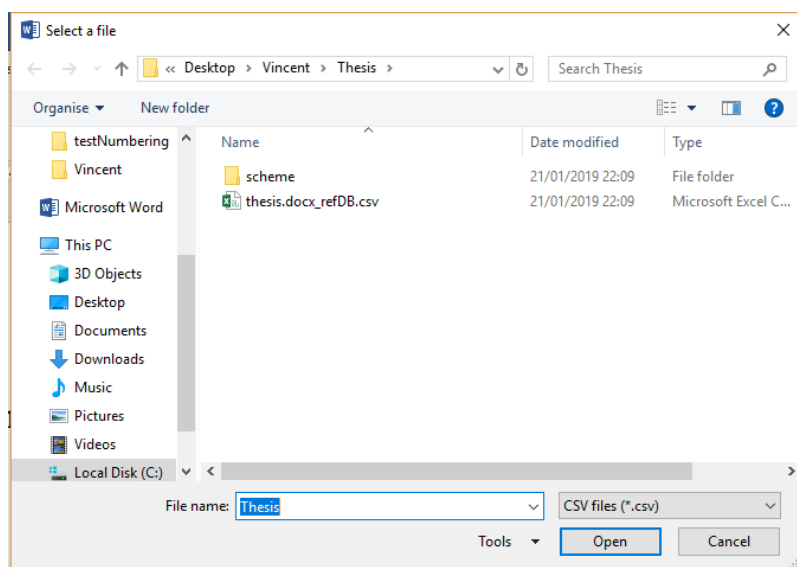 Select a file
« Desktop > Vincent > Thesis >
Search Thesis
Organise New folder
testNumbering
Vincent
Microsoft Word
This PC
3D Objects
Desktop
Documents
Downloads
Music
Pictures
Videos
Local Disk (C:)
Name Date modified Type
scheme 21/01/2019 22:09 File folder
thesis.docx_refDB.csv 21/01/2019 22:09 Microsoft Excel C...
File name: Thesis CSV files (*.csv)
Tools Open Cancel